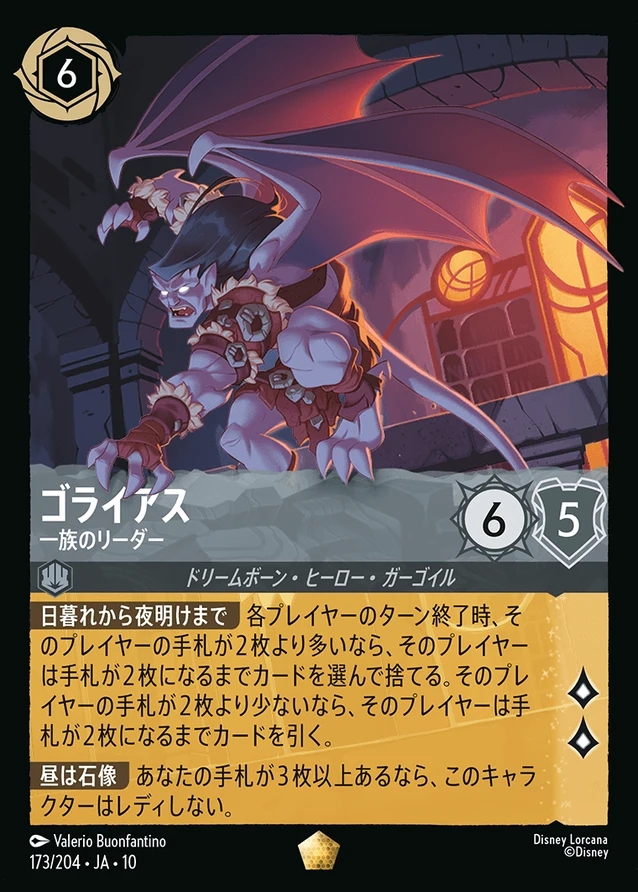 6
ゴライアス
一族のリーダー
6
5
ドリームボーン・ヒーロー・ガーゴイル
日暮れから夜明けまで 各プレイヤーのターン終了時、そ
のプレイヤーの手札が2枚より多いなら、そのプレイヤー
は手札が2枚になるまでカードを選んで捨てる。そのプレ
イヤーの手札が2枚より少ないなら、そのプレイヤーは手
札が2枚になるまでカードを引く。
昼は石像 あなたの手札が3枚以上あるなら、このキャラ
クターはレディしない。
Valerio Buonfantino
173/204・JA・10
Disney Lorcana
©Disney